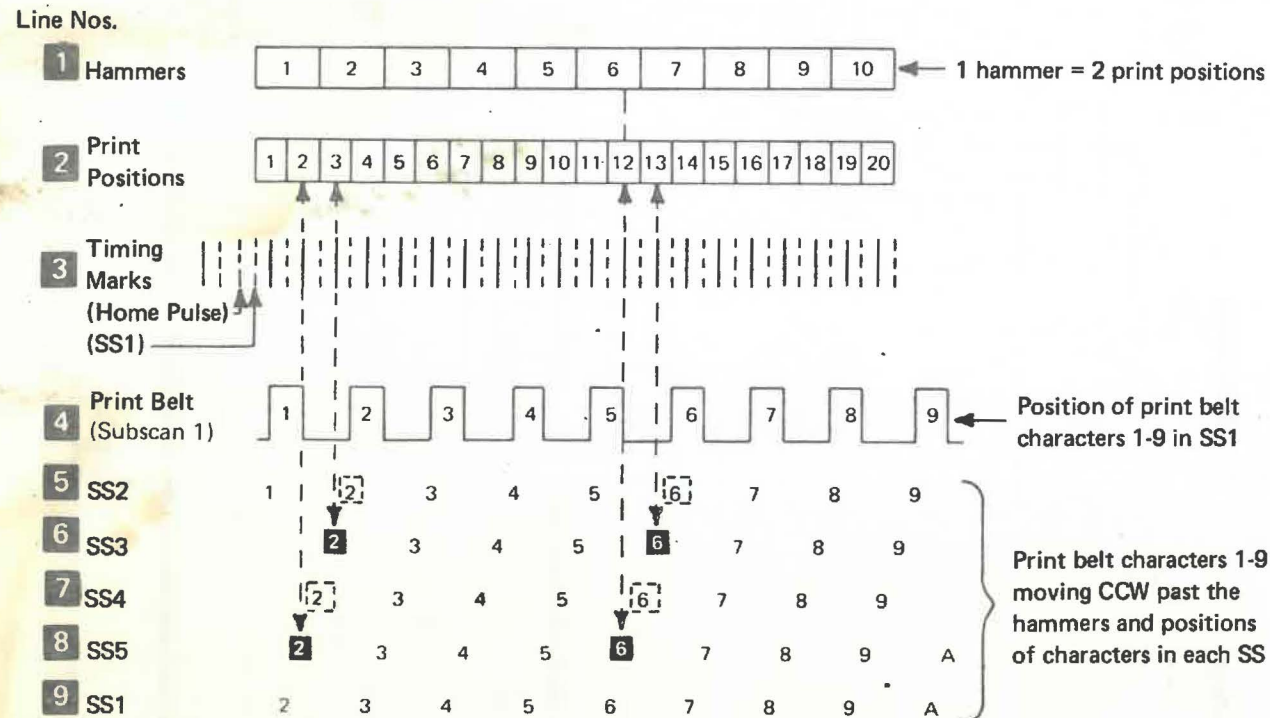 Line Nos.
1 Hammers 1 2 3 4 5 6 7 8 9 10 1 hammer = 2 print positions
2 Print Positions 1 2 3 4 5 6 7 8 9 10 11 12 13 14 15 16 17 18 19 20
3 Timing
Marks
(Home Pulse)
(SS1)
4 Print Belt
(Subscan 1) 1 2 3 4 5 6 7 8 9
Position of print belt
characters 1-9 in SS1
5 SS2 1 2 3 4 5 6 7 8 9
6 SS3 2 3 4 5 6 7 8 9
7 SS4 2 3 4 5 6 7 8 9
8 SS5 2 3 4 5 6 7 8 9 A
9 SS1 2 3 4 5 6 7 8 9 A
Print belt characters 1-9
moving CCW past the
hammers and positions
of characters in each SS